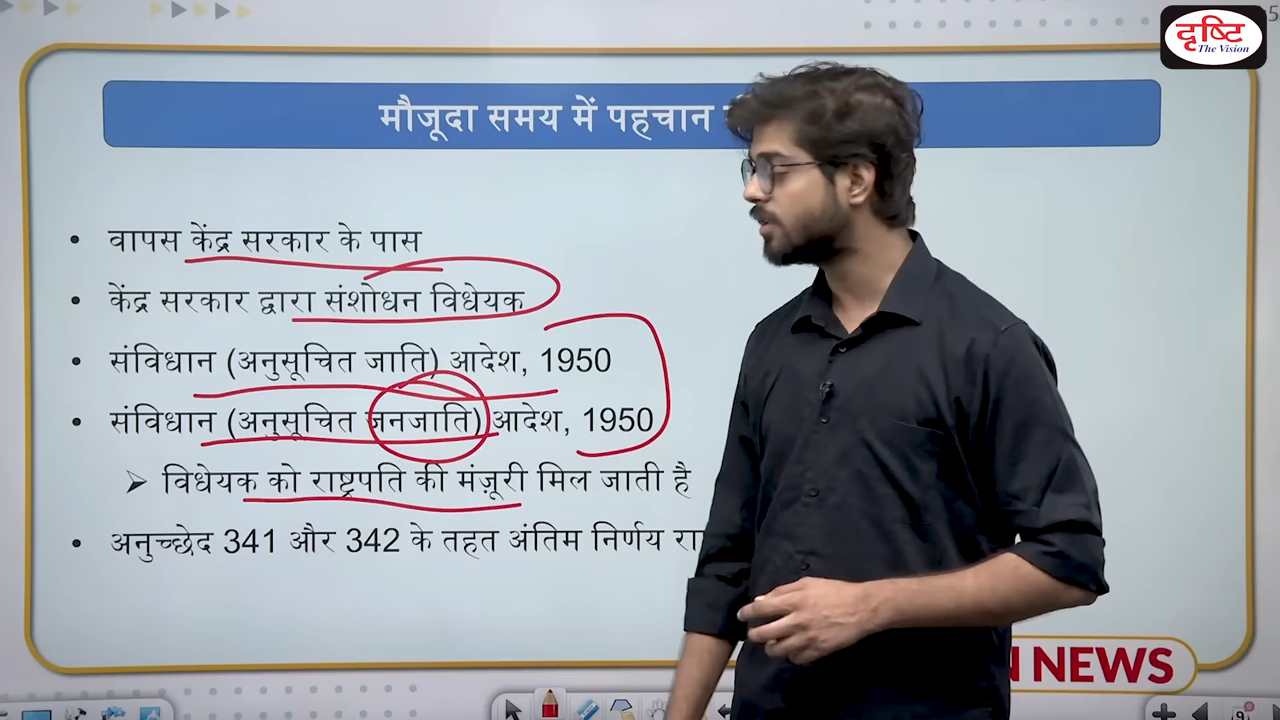 दृष्टि
The Vision
मौजूदा समय में पहचान
• वापस केंद्र सरकार के पास
• केंद्र सरकार द्वारा संशोधन विधेयक
• संविधान (अनुसूचित जाति) आदेश, 1950
• संविधान (अनुसूचित जनजाति) आदेश, 1950
➢ विधेयक को राष्ट्रपति की मंज़ूरी मिल जाती है
• अनुच्छेद 341 और 342 के तहत अंतिम निर्णय
NEWS